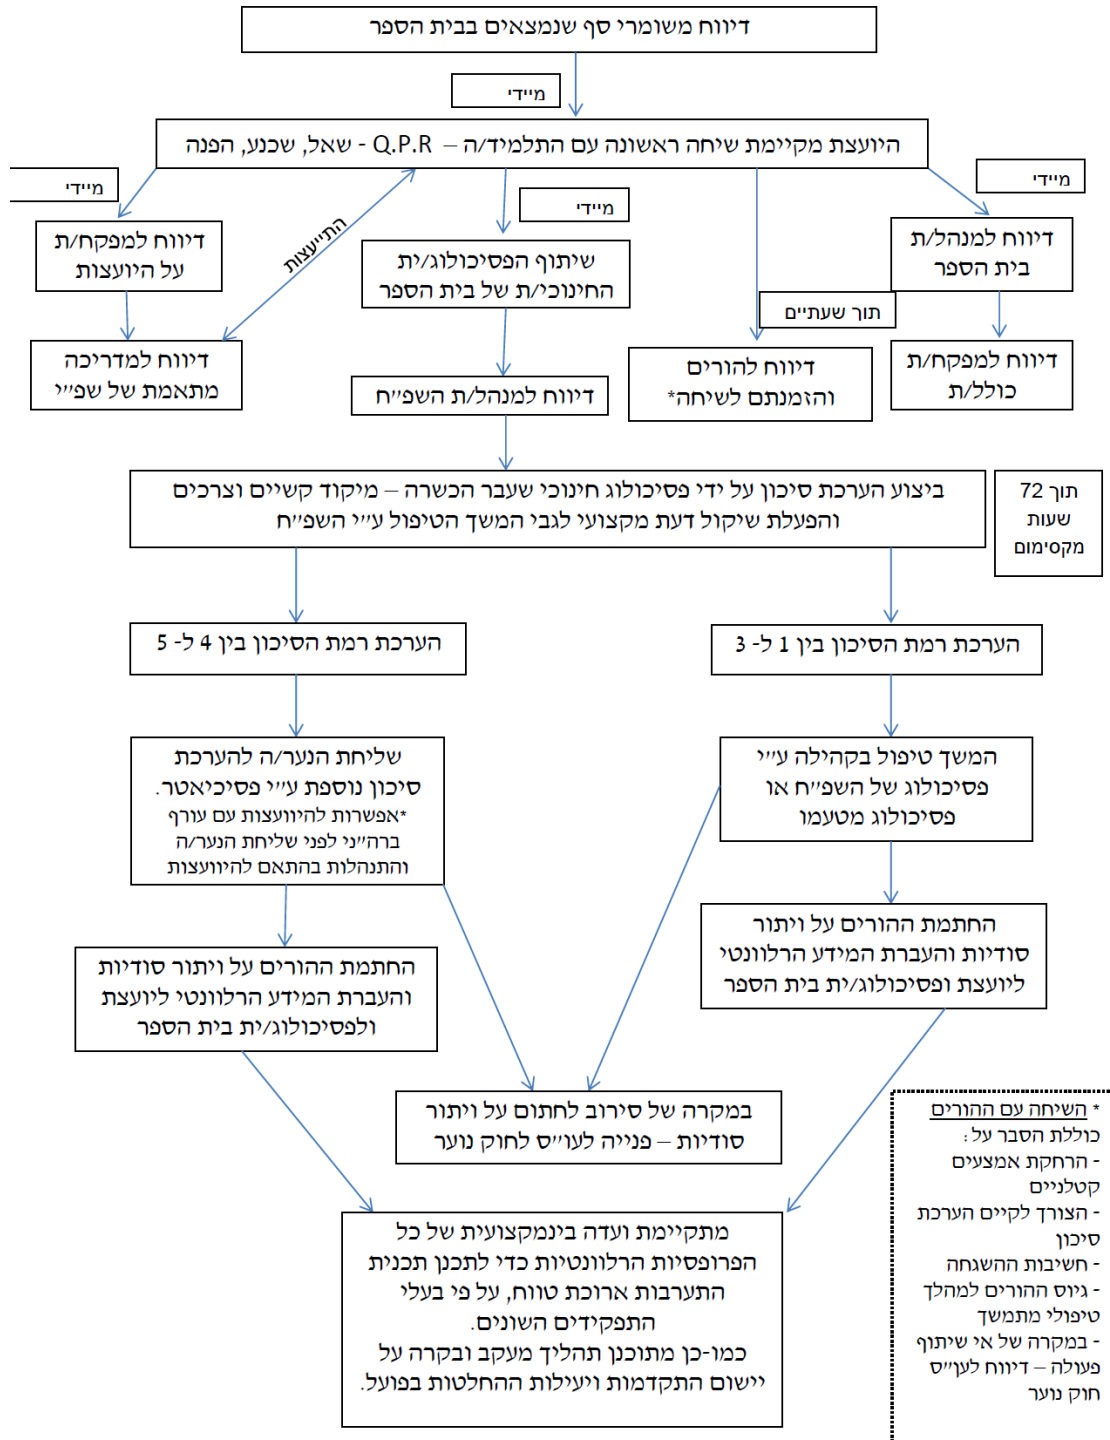 דיווח משומרי סף שנמצאים בבית הספר
מיידי
היועצת מקיימת שיחה ראשונה עם התלמיד/ה – Q.P.R - שאל, שכנע, הפנה
מיידי
מיידי
מיידי
דיווח למנהל/ת
בית הספר
התייעצות
שיתוף הפסיכולוג/ית
החינוכי/ת של בית הספר
דיווח למפקח/ת
על היועצות
תוך שעתיים
דיווח למפקח/ת
כולל/ת
דיווח להורים
והזמנתם לשיחה*
דיווח למנהל/ת השפ״ח
דיווח למדריכה
מתאמת של שפ״י
תוך 72
שעות
מקסימום
ביצוע הערכת סיכון על ידי פסיכולוג חינוכי שעבר הכשרה – מיקוד קשיים וצרכים
והפעלת שיקול דעת מקצועי לגבי המשך הטיפול ע״י השפ״ח
הערכת רמת הסיכון בין 1 ל- 3
הערכת רמת הסיכון בין 4 ל- 5
המשך טיפול בקהילה ע״י
פסיכולוג של השפ״ח או
פסיכולוג מטעמו
שליחת הנער/ה להערכת
סיכון נוספת ע״י פסיכיאטר.
*אפשרות להיוועצות עם עורף
ברה״ני לפני שליחת הנער/ה
והתנהלות בהתאם להיוועצות
החתמת ההורים על ויתור
סודיות והעברת המידע הרלוונטי
ליועצת ופסיכולוג/ית בית הספר
החתמת ההורים על ויתור סודיות
והעברת המידע הרלוונטי ליועצת
ולפסיכולוג/ית בית הספר
במקרה של סירוב לחתום על ויתור
סודיות – פנייה לעו״ס לחוק נוער
* השיחה עם ההורים
כוללת הסבר על:
- הרחקת אמצעים
קטלניים
- הצורך לקיים הערכת
סיכון
- חשיבות ההשגחה
- גיוס ההורים למהלך
טיפולי מתמשך
- במקרה של אי שיתוף
פעולה – דיווח לען״ס
חוק נוער
מתקיימת ועדה בינמקצועית של כל
הפרופסיות הרלוונטיות כדי לתכנן תכנית
התערבות ארוכת טווח, על פי בעלי
התפקידים השונים.
כמו-כן מתוכנן תהליך מעקב ובקרה על
יישום התקדמות ויעילות ההחלטות בפועל.